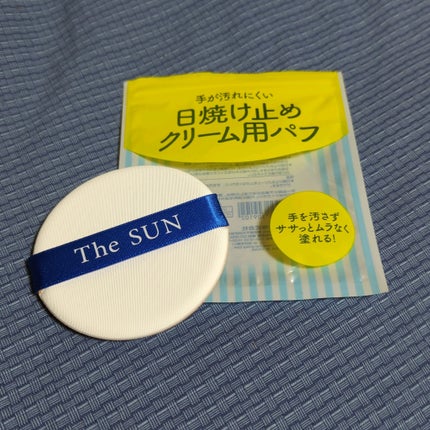 手が汚れにくい
日焼け止め
クリーム用パフ
The SUN
手を汚さず
ササっとムラなく
塗れる!